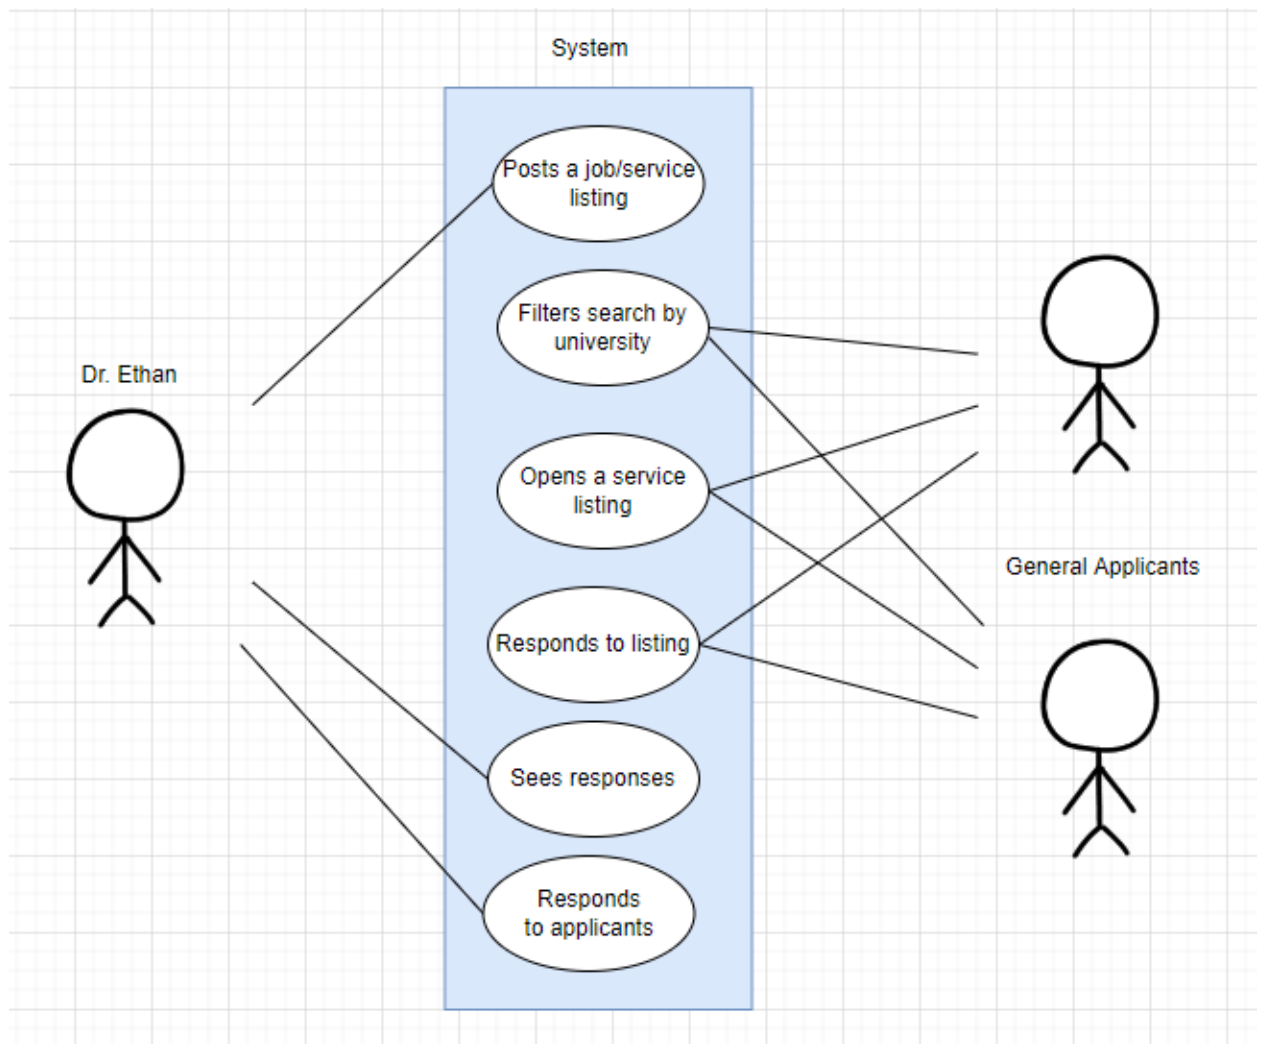 System
Posts a job/service
listing
Filters search by
university
Dr. Ethan
Opens a service
listing
General Applicants
Responds to listing
Sees responses
Responds
to applicants